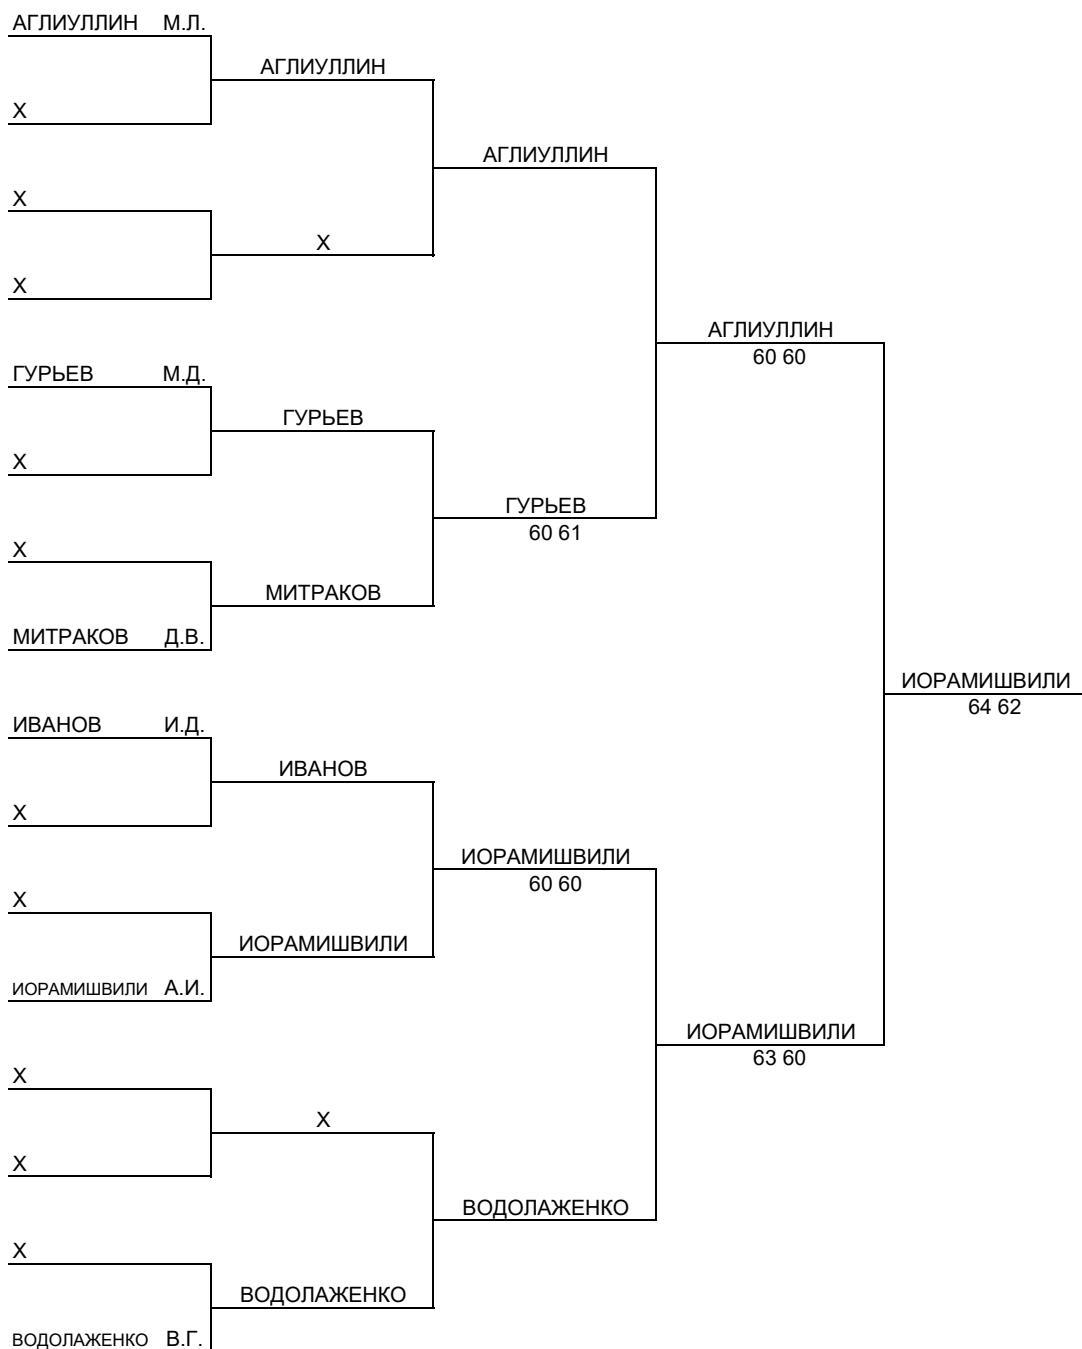 АГЛИУЛЛИН М.Л.
АГЛИУЛЛИН
X
АГЛИУЛЛИН
X
X
X
АГЛИУЛЛИН
60 60
ГУРЬЕВ М.Д.
ГУРЬЕВ
X
ГУРЬЕВ
60 61
X
МИТРАКОВ
МИТРАКОВ Д.В.
ИОРАМИШВИЛИ
64 62
ИВАНОВ И.Д.
ИВАНОВ
X
ИОРАМИШВИЛИ
60 60
X
ИОРАМИШВИЛИ
ИОРАМИШВИЛИ А.И.
ИОРАМИШВИЛИ
63 60
X
X
X
ВОДОЛАЖЕНКО
X
ВОДОЛАЖЕНКО
ВОДОЛАЖЕНКО В.Г.